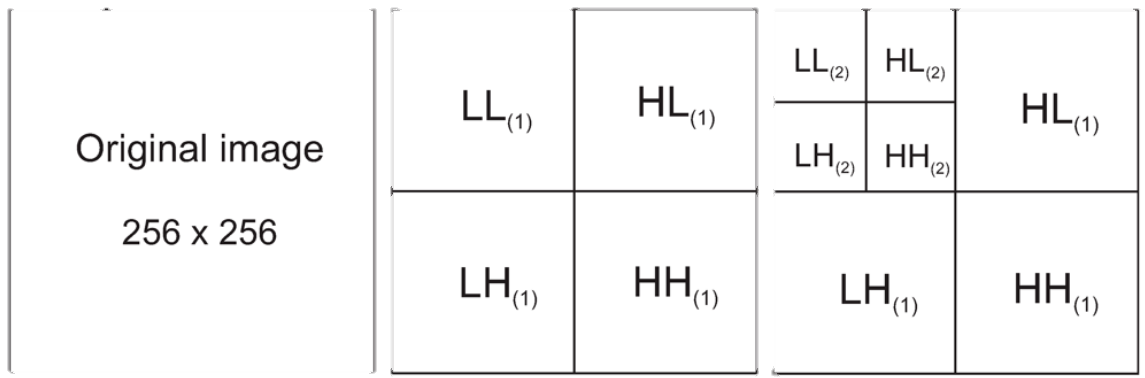 Original image
256 x 256
LL(1)
HL(1)
LH(1)
HH(1)
LL(2)
HL(2)
LH(2)
HH(2)
HL(1)
LH(1)
HH(1)